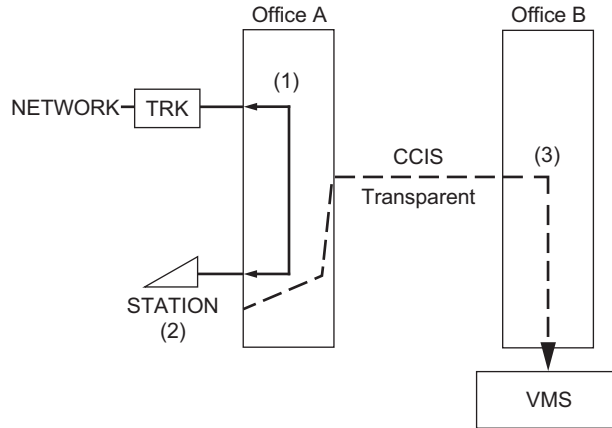 Office A
Office B
(1)
NETWORK
TRK
CCIS
(3)
Transparent
STATION
(2)
VMS